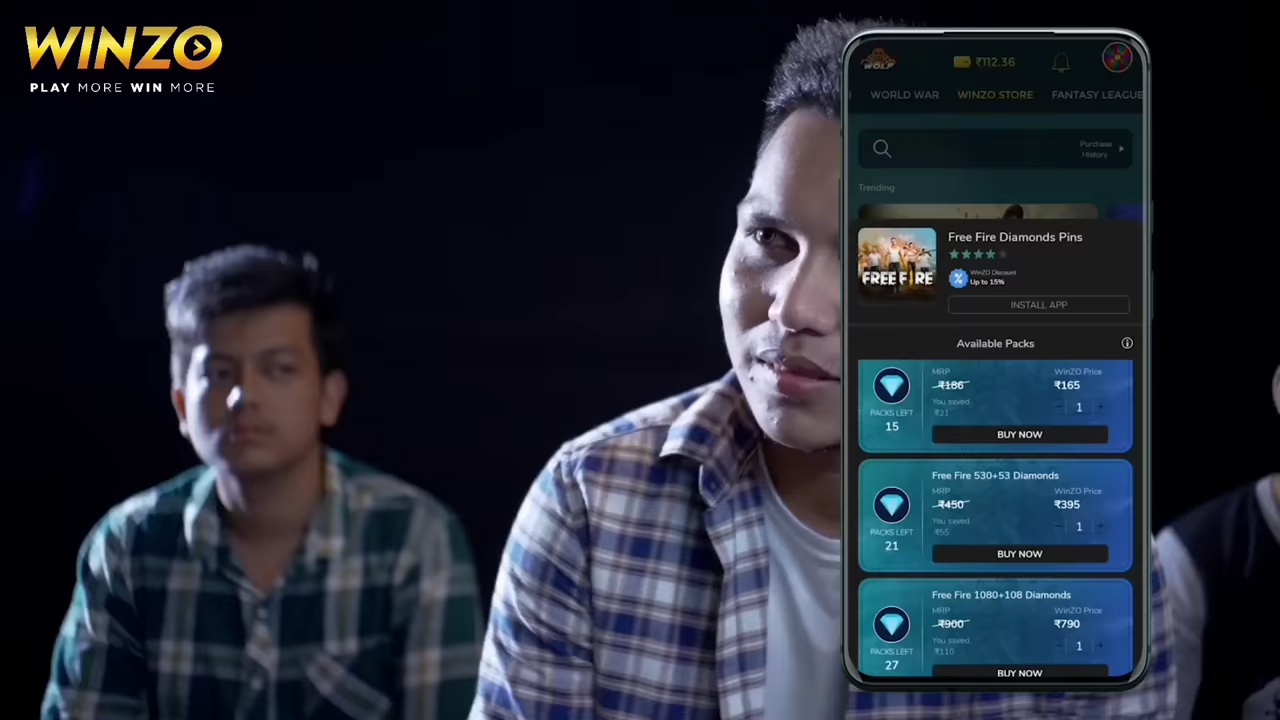 WINZO
PLAY MORE WIN MORE
WOLF
₹112.36
WORLD WAR WINZO STORE FANTASY LEAGUE
Purchase
History
Trending
FREE FIRE
Free Fire Diamonds Pins
WinZO Discount
Up to 15%
INSTALL APP
Available Packs
MRP WinZO Price
₹186 ₹165
You saved
₹21
1
PACKS LEFT
15
BUY NOW
Free Fire 530+53 Diamonds
MRP WinZO Price
₹450 ₹395
You saved
₹55
1
PACKS LEFT
21
BUY NOW
Free Fire 1080+108 Diamonds
MRP WinZO Price
₹900 ₹790
You saved
₹110
1
PACKS LEFT
27
BUY NOW